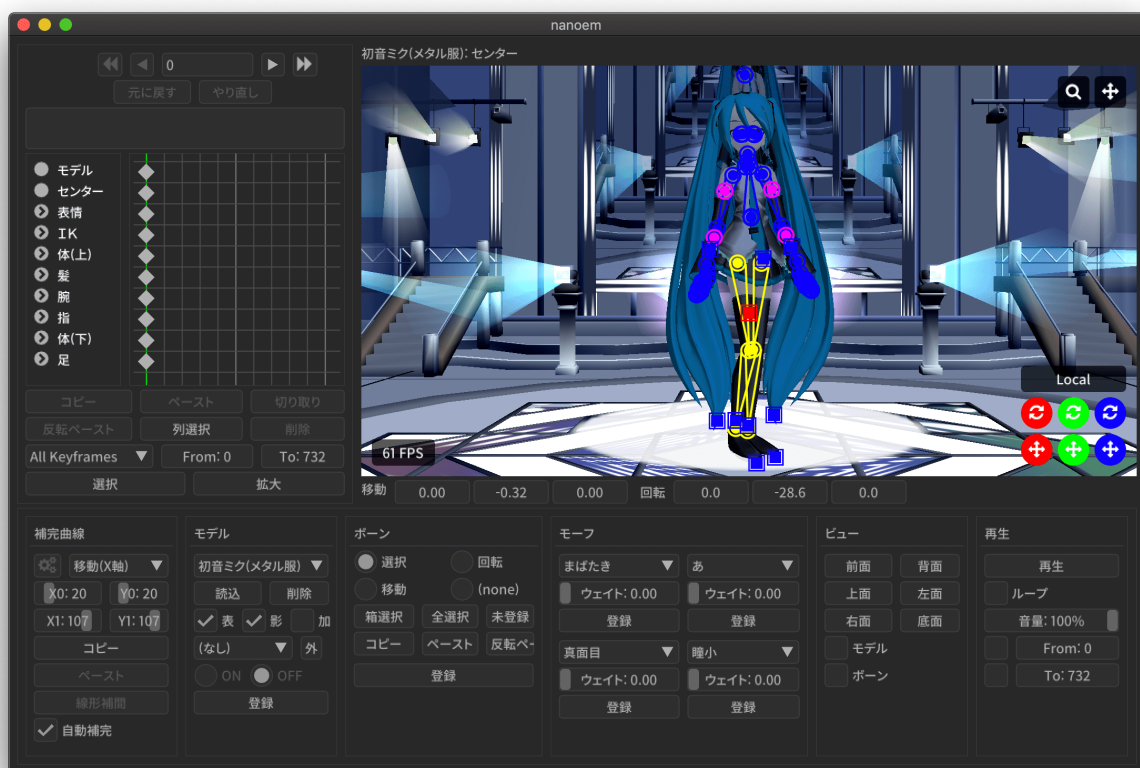 nanoem
0
元に戻す やり直し
モデル
センター
表情
IK
体(上)
髪
腕
指
体(下)
足
コピー ペースト 切り取り
反転ペースト 列選択 削除
All Keyframes From: 0 To: 732
選択 拡大
初音ミク(メタル服): センター
Local
61 FPS
移動 0.00 -0.32 0.00 回転 0.0 -28.6 0.0
補完曲線
移動(X軸)
X0: 20 Y0: 20
X1: 107 Y1: 107
コピー
ペースト
線形補間
自動補完
モデル
初音ミク(メタル服)
読込 削除
表 影 加
(なし) 外
ON OFF
登録
ボーン
選択 回転
移動 (none)
箱選択 全選択 未登録
コピー ペースト 反転ペー
登録
モーフ
まばたき あ
ウェイト: 0.00 ウェイト: 0.00
登録 登録
真面目 瞳小
ウェイト: 0.00 ウェイト: 0.00
登録 登録
ビュー
前面 背面
上面 左面
右面 底面
モデル
ボーン
再生
再生
ループ
音量: 100%
From: 0
To: 732